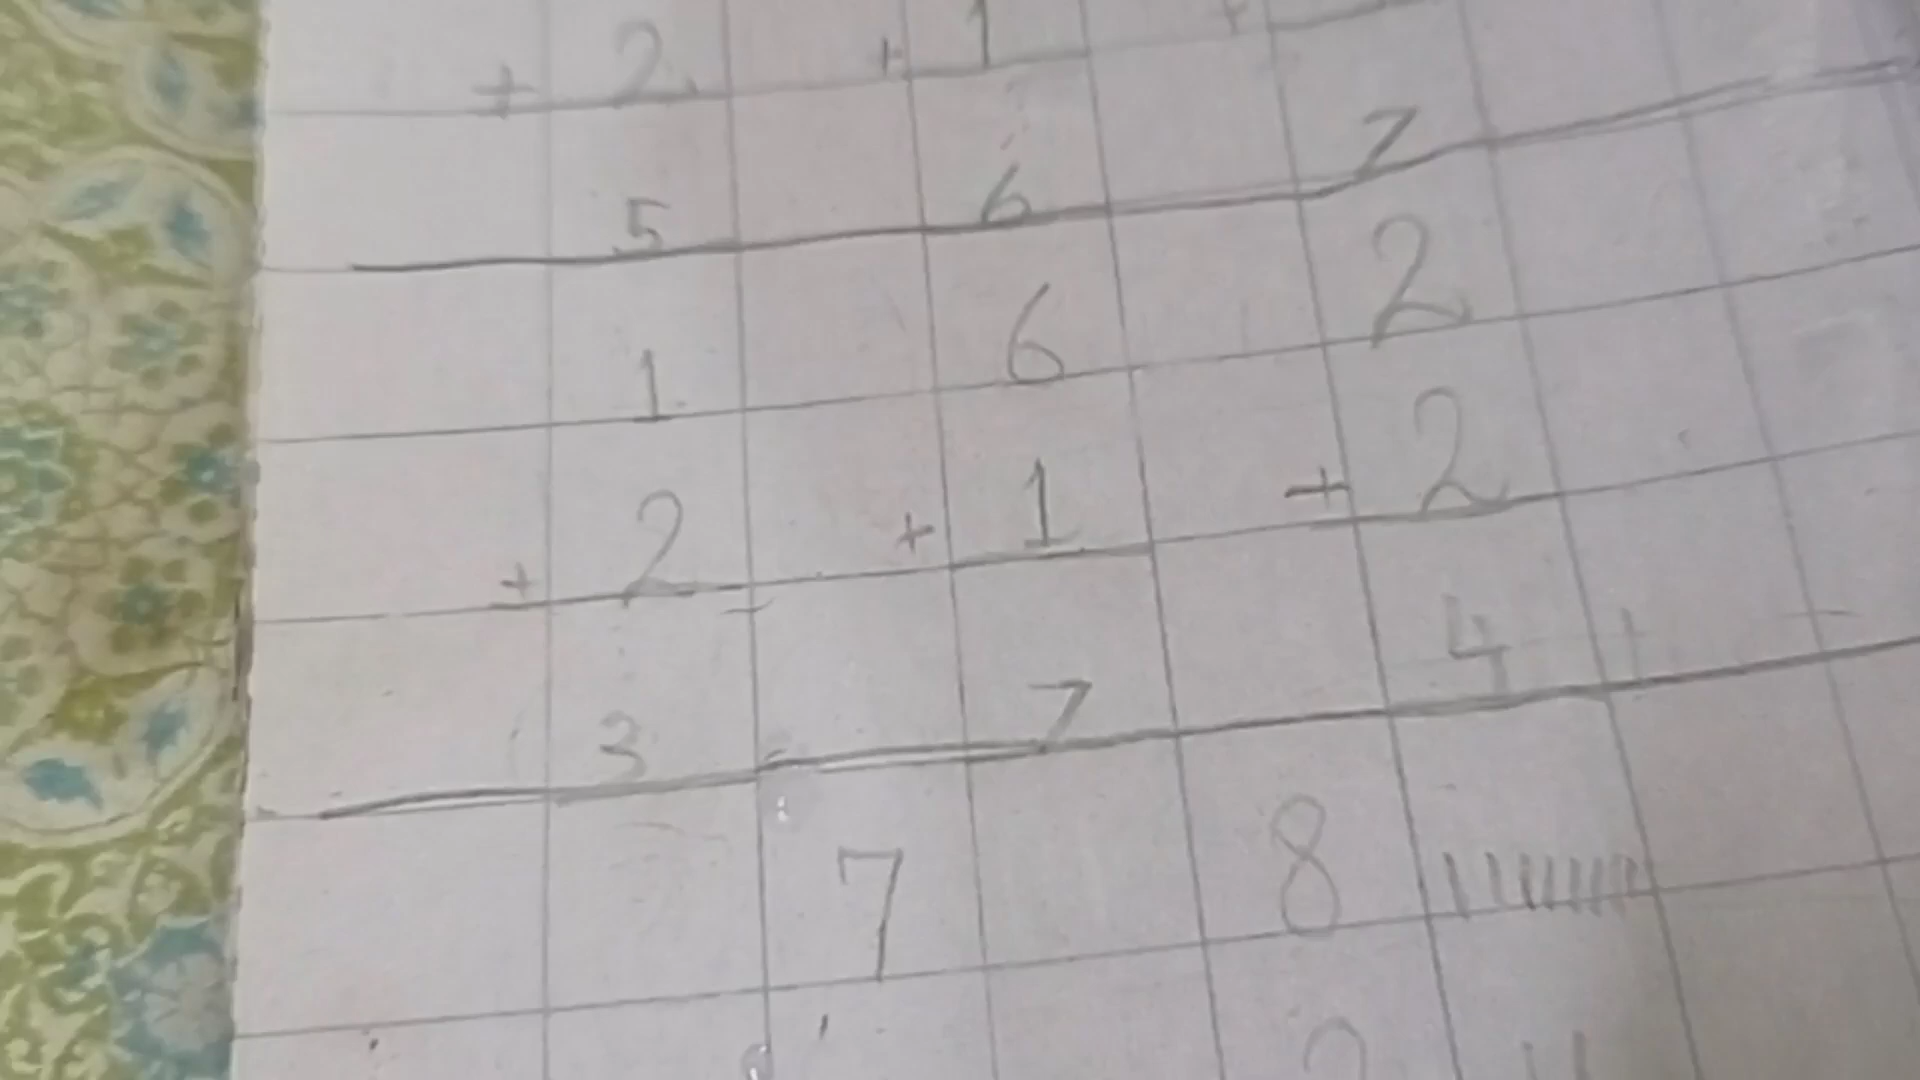 + 2 + 1 +
5 6 7
1 6 2
+ 2 + 1 + 2
3 7 4
7 8